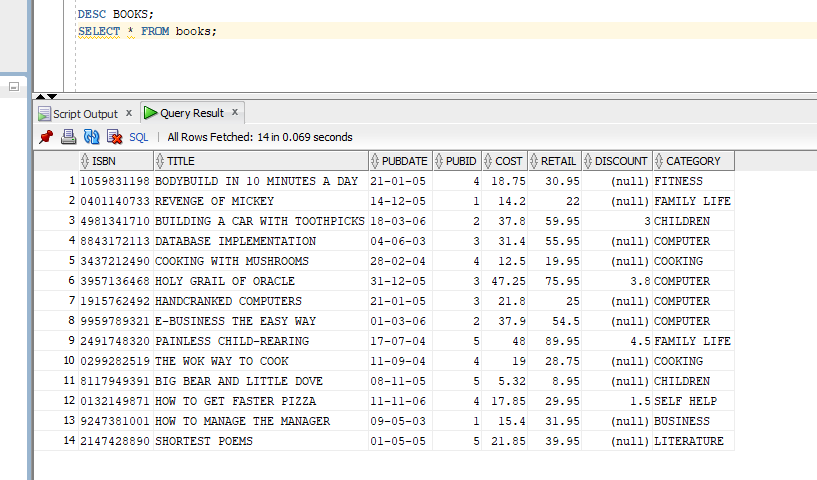 DESC BOOKS;
SELECT * FROM books;
Script Output x Query Result x
SQL | All Rows Fetched: 14 in 0.069 seconds
ISBN TITLE PUBDATE PUBID COST RETAIL DISCOUNT CATEGORY
1 1059831198 BODYBUILD IN 10 MINUTES A DAY 21-01-05 4 18.75 30.95 (null) FITNESS
2 0401140733 REVENGE OF MICKEY 14-12-05 1 14.2 22 (null) FAMILY LIFE
3 4981341710 BUILDING A CAR WITH TOOTHPICKS 18-03-06 2 37.8 59.95 3 CHILDREN
4 8843172113 DATABASE IMPLEMENTATION 04-06-03 3 31.4 55.95 (null) COMPUTER
5 3437212490 COOKING WITH MUSHROOMS 28-02-04 4 12.5 19.95 (null) COOKING
6 3957136468 HOLY GRAIL OF ORACLE 31-12-05 3 47.25 75.95 3.8 COMPUTER
7 1915762492 HANDCRANKED COMPUTERS 21-01-05 3 21.8 25 (null) COMPUTER
8 9959789321 E-BUSINESS THE EASY WAY 01-03-06 2 37.9 54.5 (null) COMPUTER
9 2491748320 PAINLESS CHILD-REARING 17-07-04 5 48 89.95 4.5 FAMILY LIFE
10 0299282519 THE WOK WAY TO COOK 11-09-04 4 19 28.75 (null) COOKING
11 8117949391 BIG BEAR AND LITTLE DOVE 08-11-05 5 5.32 8.95 (null) CHILDREN
12 0132149871 HOW TO GET FASTER PIZZA 11-11-06 4 17.85 29.95 1.5 SELF HELP
13 9247381001 HOW TO MANAGE THE MANAGER 09-05-03 1 15.4 31.95 (null) BUSINESS
14 2147428890 SHORTEST POEMS 01-05-05 5 21.85 39.95 (null) LITERATURE